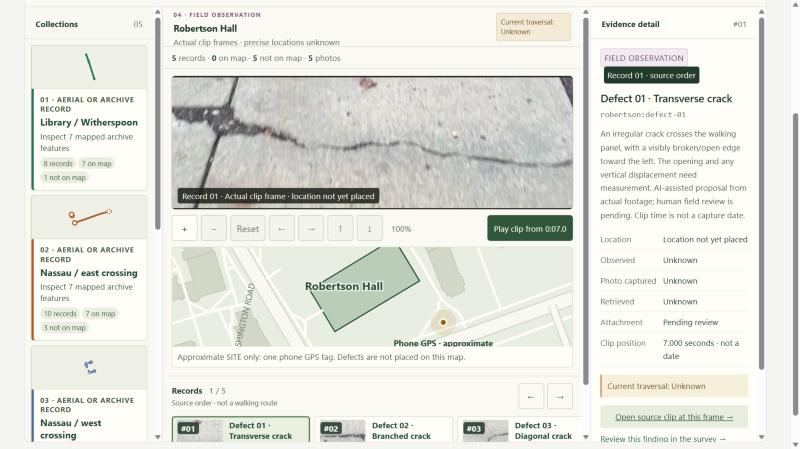 Collections 05
01 · AERIAL OR ARCHIVE
RECORD
Library / Witherspoon
Inspect 7 mapped archive
features
8 records 7 on map
1 not on map
02 · AERIAL OR ARCHIVE
RECORD
Nassau / east crossing
Inspect 7 mapped archive
features
10 records 7 on map
3 not on map
03 · AERIAL OR ARCHIVE
RECORD
Nassau / west
crossing
04 · FIELD OBSERVATION
Robertson Hall
Actual clip frames · precise locations unknown
Current traversal:
Unknown
5 records · 0 on map · 5 not on map · 5 photos
Record 01 · Actual clip frame · location not yet placed
+ − Reset ← → ↑ ↓ 100% Play clip from 0:07.0
Robertson Hall
SHINGTON ROAD
Phone GPS · approximate
Approximate SITE only: one phone GPS tag. Defects are not placed on this map.
Records 1 / 5
Source order · not a walking route
← →
#01 Defect 01 ·
Transverse crack
#02 Defect 02 ·
Branched crack
#03 Defect 03 ·
Diagonal crack
Evidence detail #01
FIELD OBSERVATION
Record 01 · source order
Defect 01 · Transverse crack
robertson:defect-01
An irregular crack crosses the walking
panel, with a visibly broken/open edge
toward the left. The opening and any
vertical displacement need
measurement. AI-assisted proposal from
actual footage; human field review is
pending. Clip time is not a capture date.
Location Location not yet placed
Observed Unknown
Photo captured Unknown
Retrieved Unknown
Attachment Pending review
Clip position 7.000 seconds · not a
date
Current traversal: Unknown
Open source clip at this frame →
Review this finding in the survey →